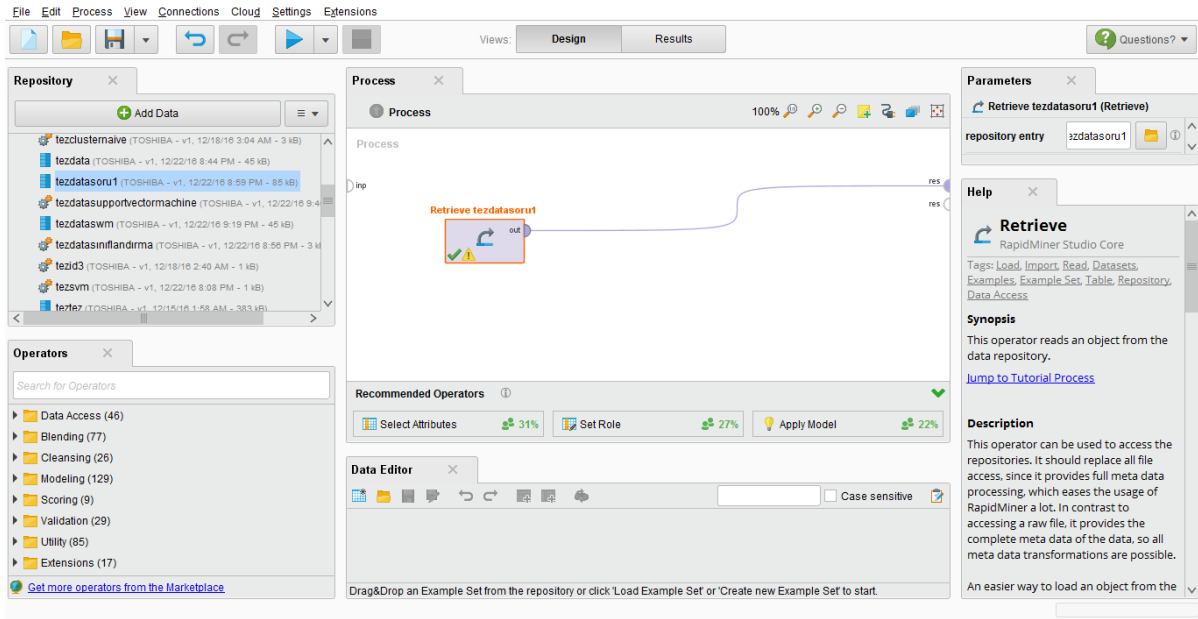 File Edit Process View Connections Cloud Settings Extensions
Views: Design Results Questions?
Repository
Add Data
tezclusternaive (TOSHIBA - v1, 12/18/16 3:04 AM - 3 kB)
tezdata (TOSHIBA - v1, 12/22/16 8:44 PM - 45 kB)
tezdatasoru1 (TOSHIBA - v1, 12/22/16 8:59 PM - 85 kB)
tezdatasupportvectormachine (TOSHIBA - v1, 12/22/16 9:4
tezdataswm (TOSHIBA - v1, 12/22/16 9:19 PM - 45 kB)
tezdatasınıflandırma (TOSHIBA - v1, 12/22/16 8:56 PM - 3 k
tezid3 (TOSHIBA - v1, 12/18/16 2:40 AM - 1 kB)
tezsvm (TOSHIBA - v1, 12/22/16 8:08 PM - 1 kB)
teztez (TOSHIBA - v1, 12/15/16 1:58 AM - 383 kB)
Operators
Search for Operators
Data Access (46)
Blending (77)
Cleansing (26)
Modeling (129)
Scoring (9)
Validation (29)
Utility (85)
Extensions (17)
Get more operators from the Marketplace
Process
Process
100%
Process
inp
res
res
Retrieve tezdatasoru1
out
Recommended Operators
Select Attributes 31% Set Role 27% Apply Model 22%
Data Editor
Case sensitive
Drag&Drop an Example Set from the repository or click 'Load Example Set' or 'Create new Example Set' to start.
Parameters
Retrieve tezdatasoru1 (Retrieve)
repository entry ezdatasoru1
Help
Retrieve
RapidMiner Studio Core
Tags: Load, Import, Read, Datasets,
Examples, Example Set, Table, Repository,
Data Access
Synopsis
This operator reads an object from the
data repository.
Jump to Tutorial Process
Description
This operator can be used to access the
repositories. It should replace all file
access, since it provides full meta data
processing, which eases the usage of
RapidMiner a lot. In contrast to
accessing a raw file, it provides the
complete meta data of the data, so all
meta data transformations are possible.
An easier way to load an object from the